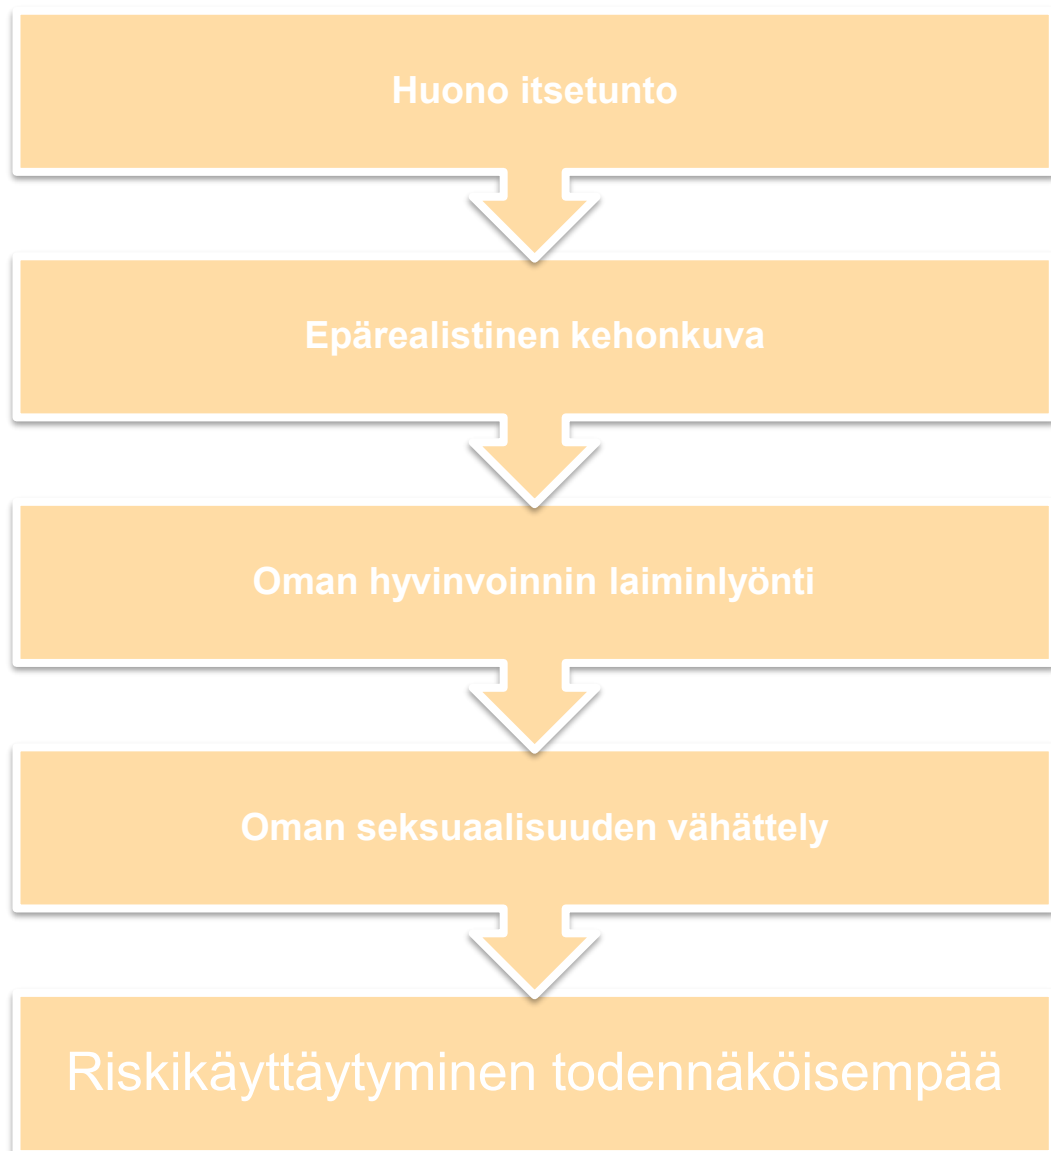 Huono itsetunto
Epärealistinen kehonkuva
Oman hyvinvoinnin laiminlyönti
Oman seksuaalisuuden vähättely
Riskikäyttäytyminen todennäköisempää